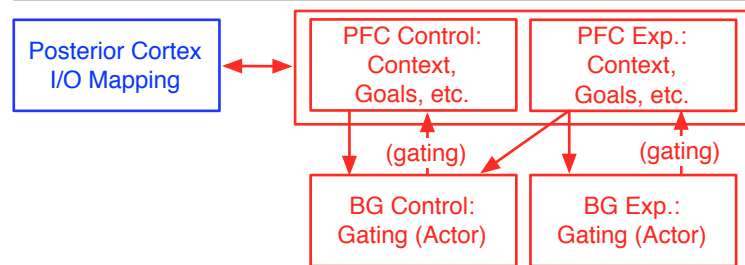 Posterior Cortex
I/O Mapping
PFC Control:
Context,
Goals, etc.
PFC Exp.:
Context,
Goals, etc.
(gating)
(gating)
BG Control:
Gating (Actor)
BG Exp.:
Gating (Actor)